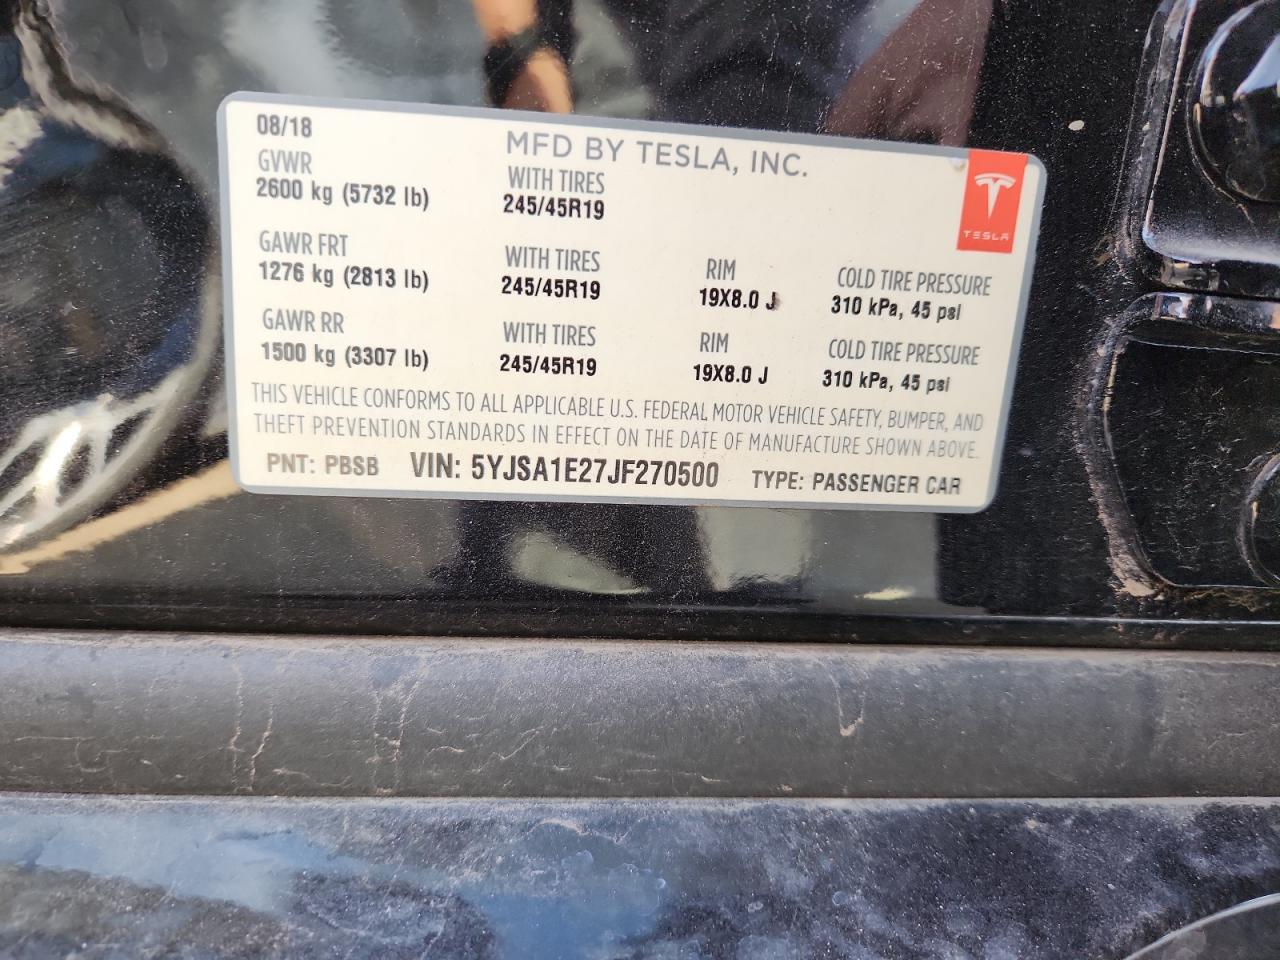 08/18
MFD BY TESLA, INC.
GVWR
2600 kg (5732 lb)
WITH TIRES
245/45R19
TESLA
GAWR FRT
1276 kg (2813 lb)
WITH TIRES
245/45R19
RIM
19X8.0 J
COLD TIRE PRESSURE
310 kPa, 45 psi
GAWR RR
1500 kg (3307 lb)
WITH TIRES
245/45R19
RIM
19X8.0 J
COLD TIRE PRESSURE
310 kPa, 45 psi
THIS VEHICLE CONFORMS TO ALL APPLICABLE U.S. FEDERAL MOTOR VEHICLE SAFETY, BUMPER, AND
THEFT PREVENTION STANDARDS IN EFFECT ON THE DATE OF MANUFACTURE SHOWN ABOVE.
PNT: PBSB VIN: 5YJSA1E27JF270500 TYPE: PASSENGER CAR